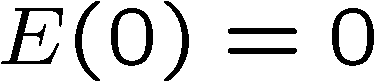 E(0) = 0